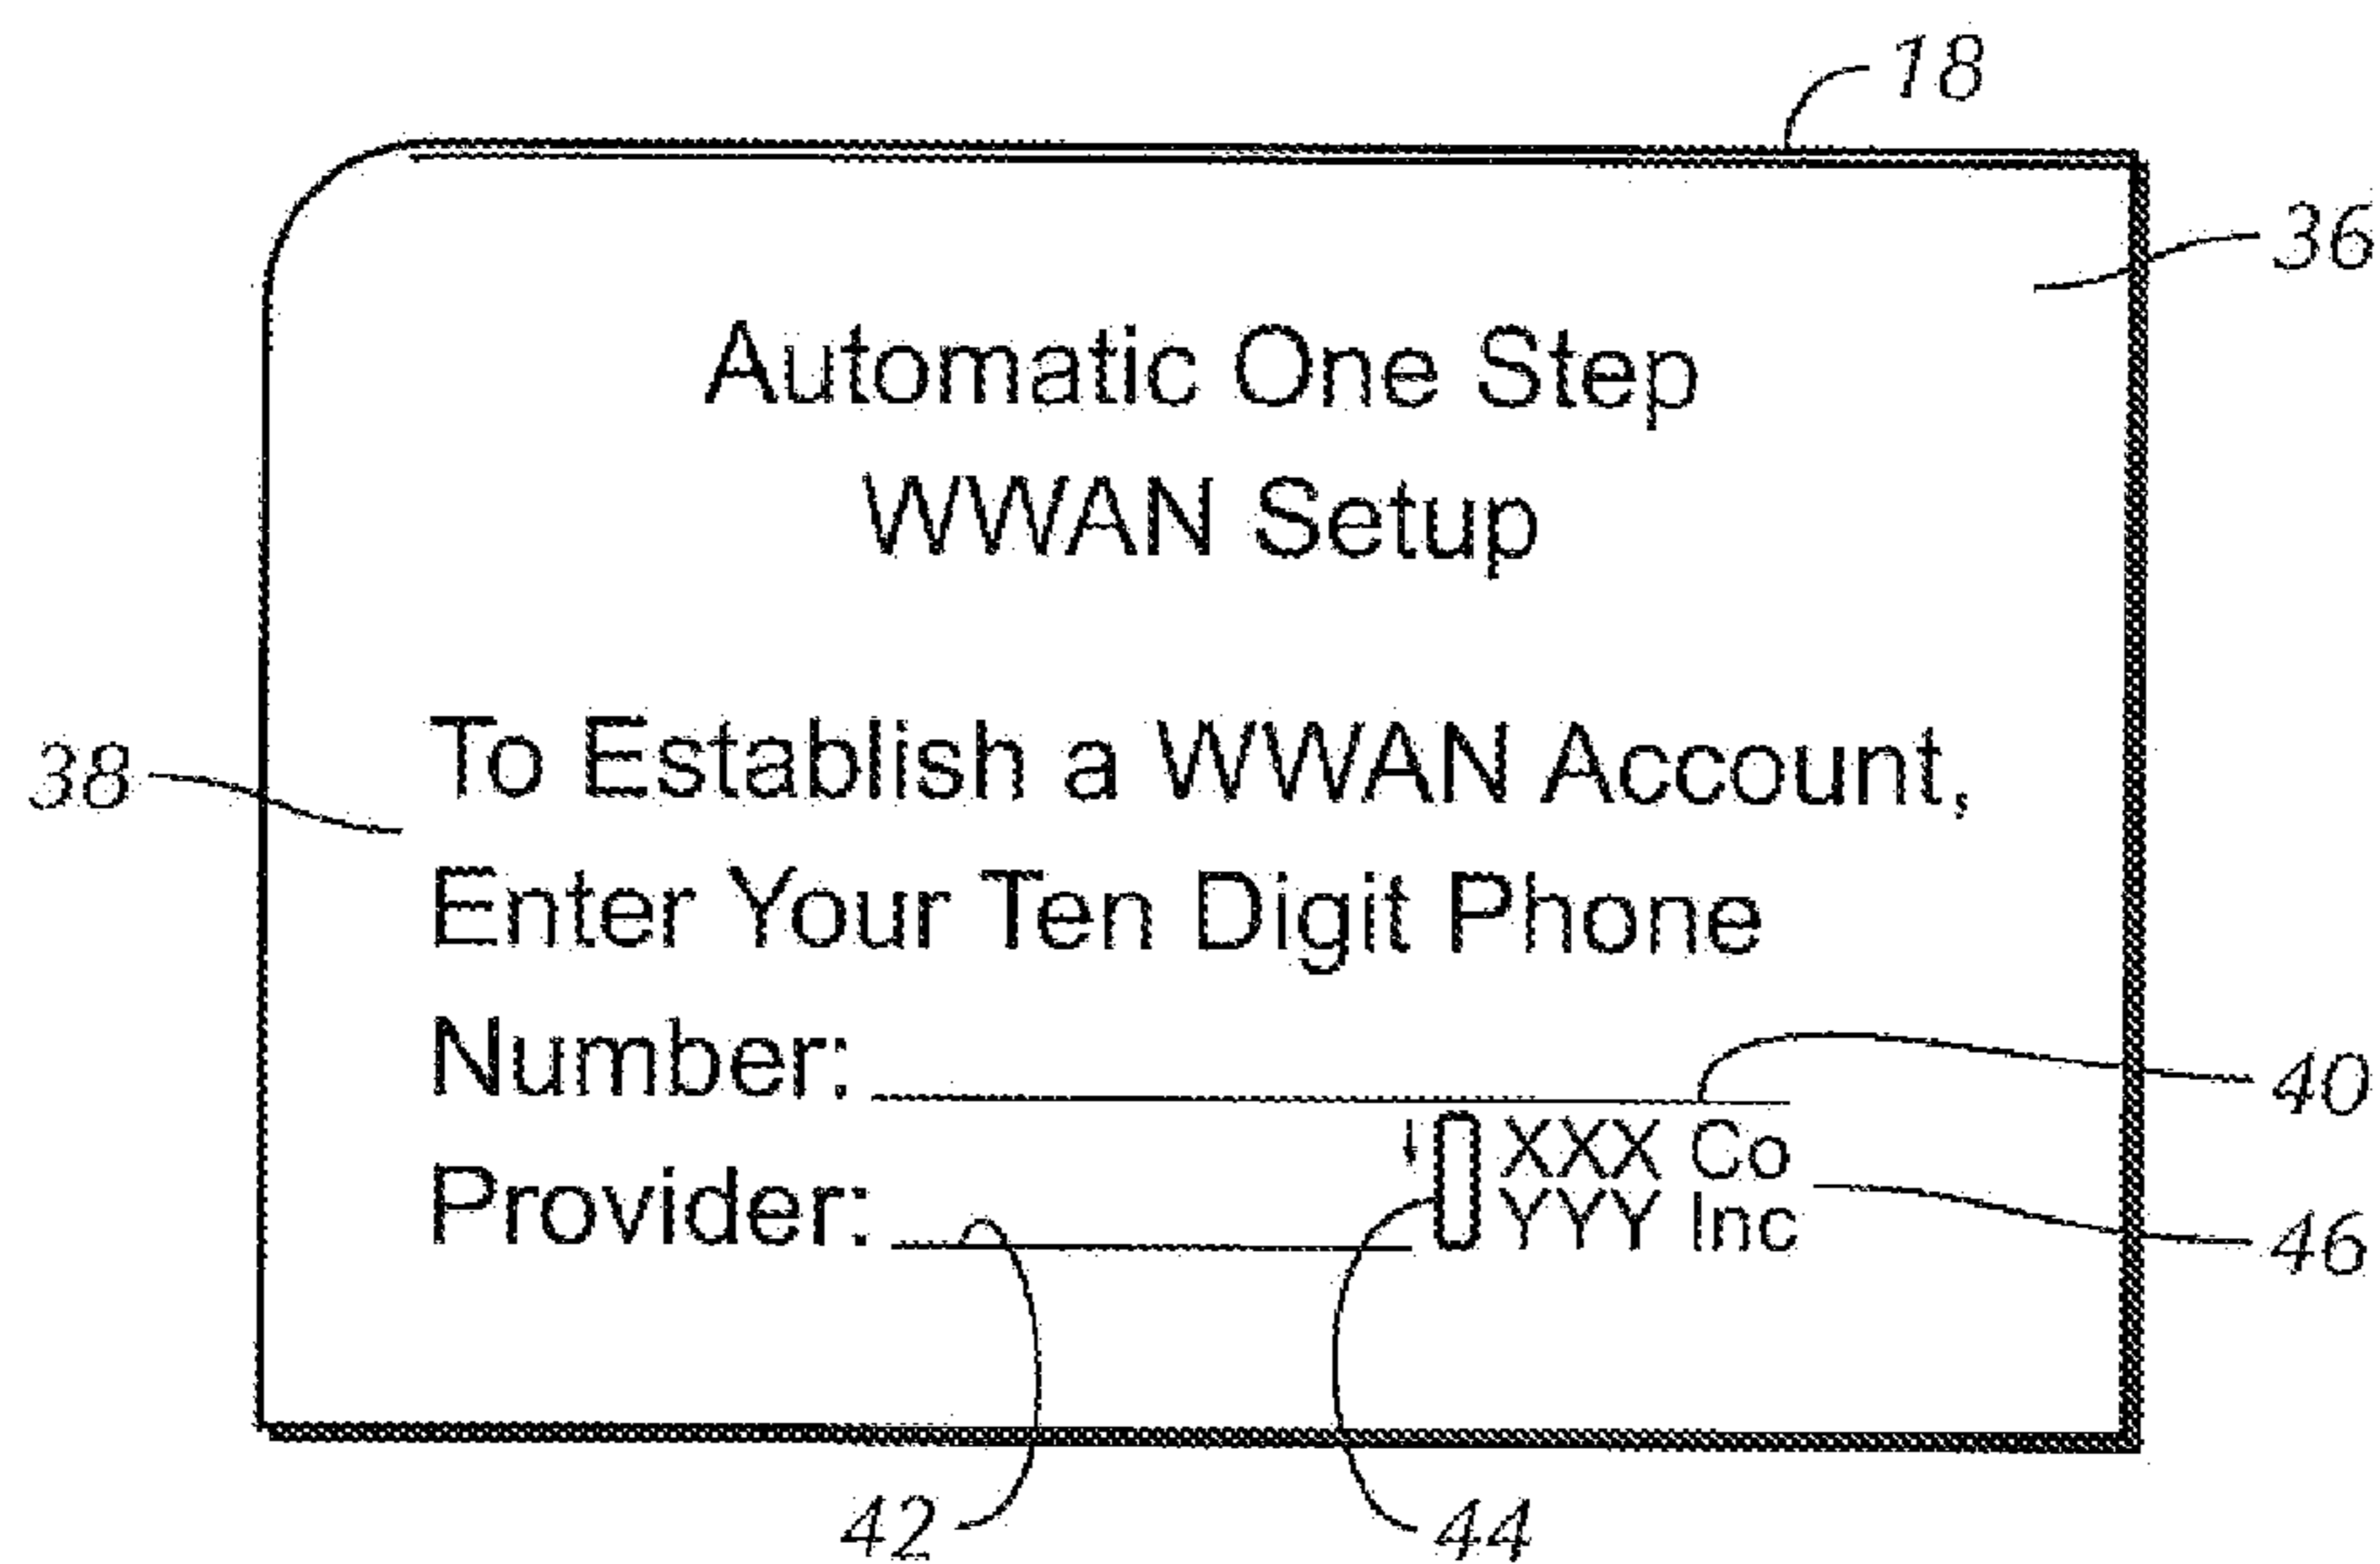 18
36
Automatic One Step
WWAN Setup
38
To Establish a WWAN Account,
Enter Your Ten Digit Phone
Number:
40
XXX Co
Provider:
YYY Inc
46
42
44